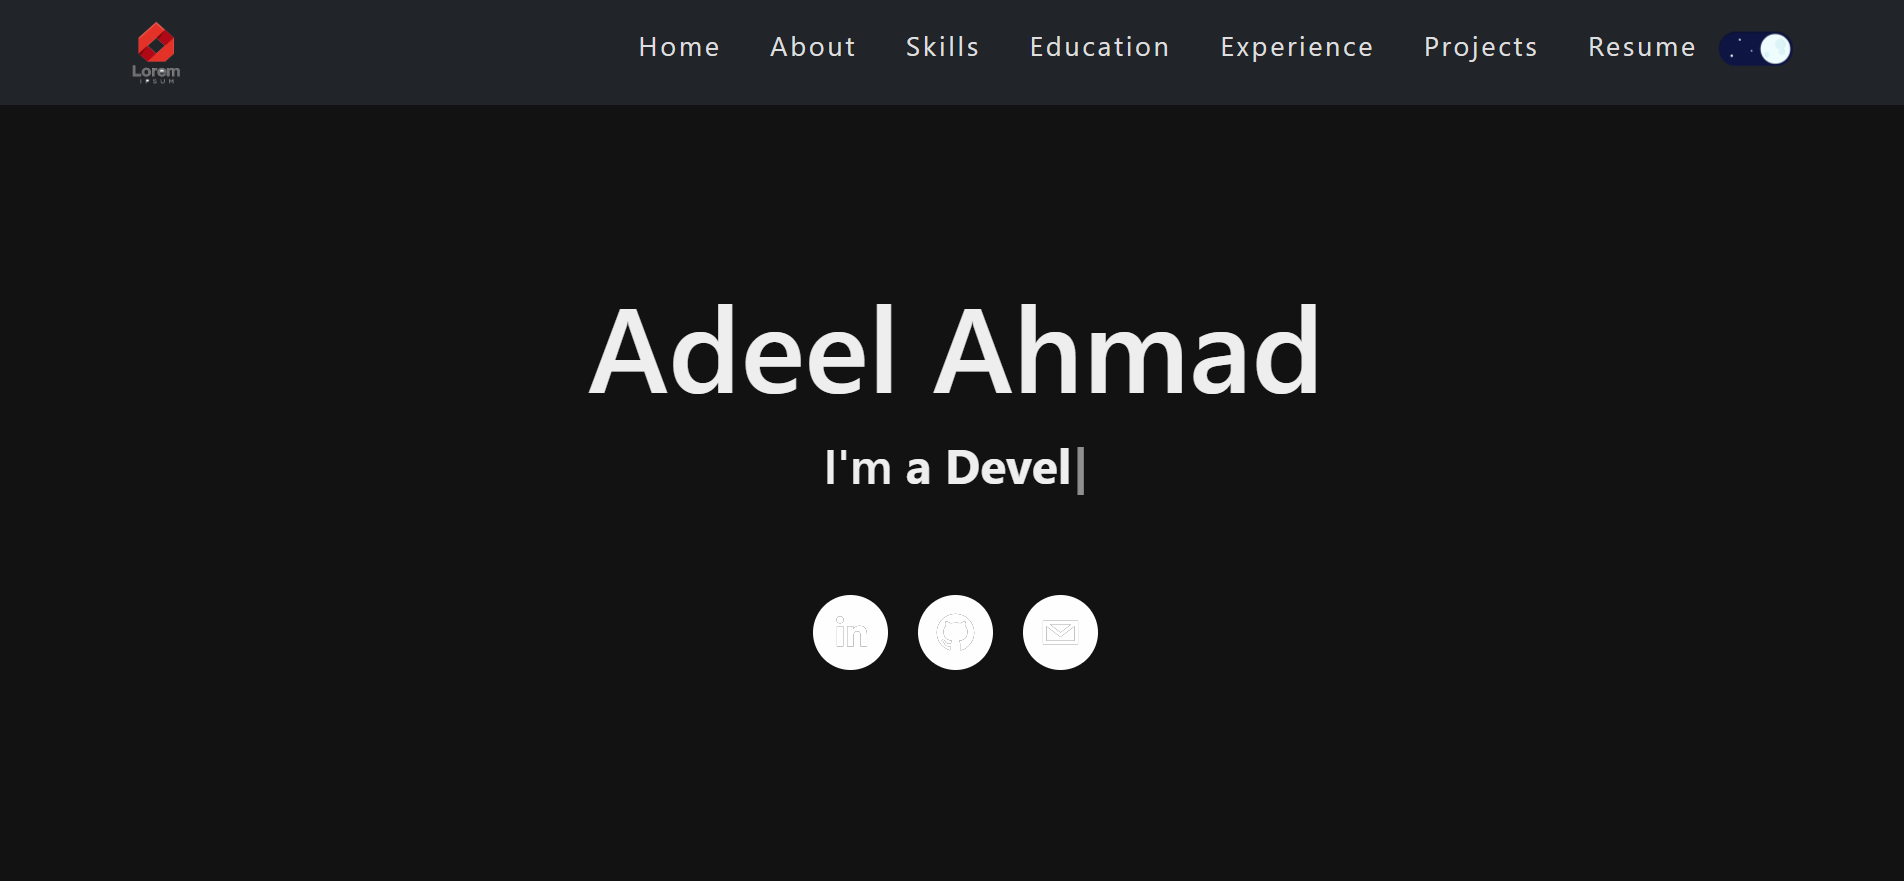 Lorem
IPSUM
Home About Skills Education Experience Projects Resume
Adeel Ahmad
I'm a Devel|
in